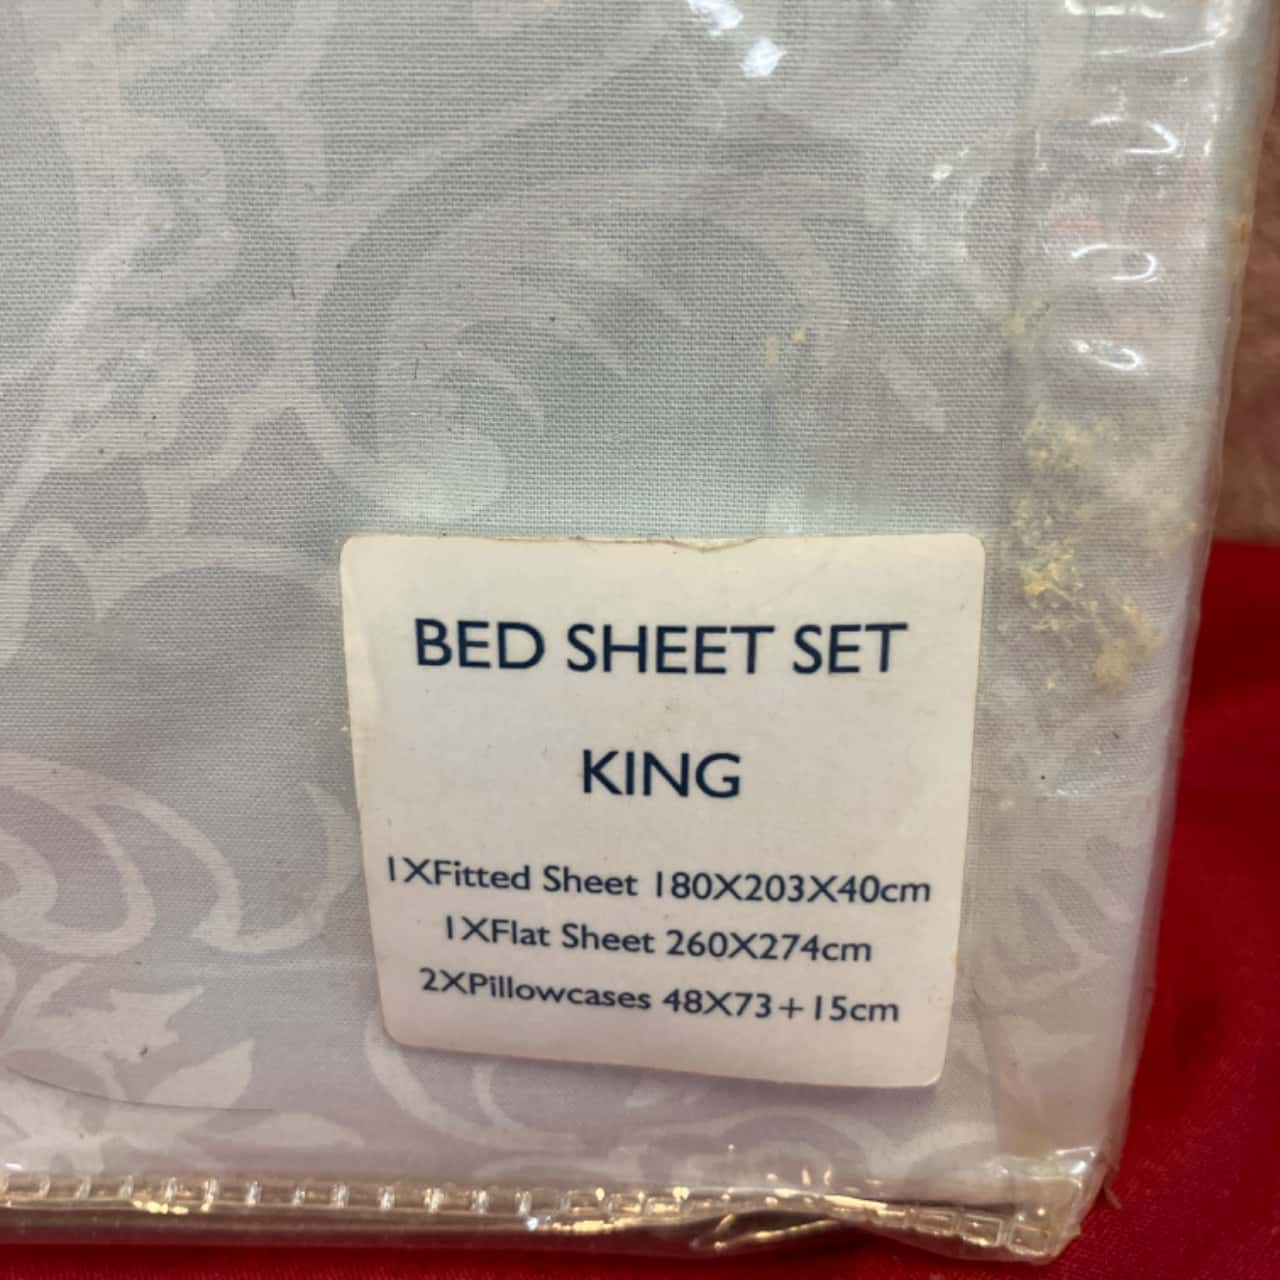 BED SHEET SET
KING
1XFitted Sheet 180X203X40cm
1XFlat Sheet 260X274cm
2XPillowcases 48X73+15cm